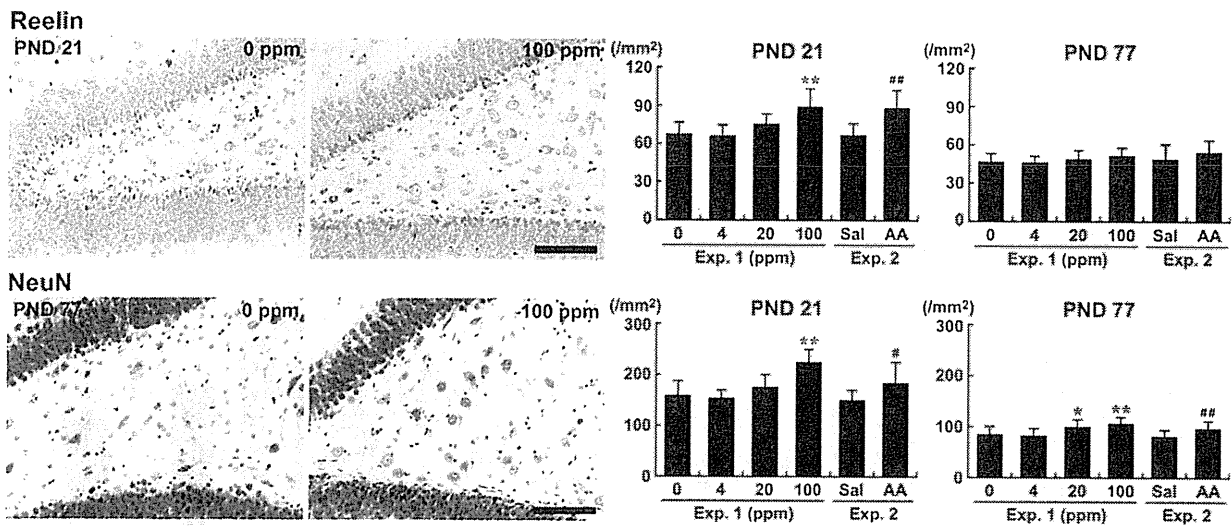 Reelin
PND 21 0 ppm 100 ppm
(/mm²) PND 21
120
90
60
30
0
** ##
0 4 20 100 Sal AA
Exp. 1 (ppm) Exp. 2
(/mm²) PND 77
120
90
60
30
0
0 4 20 100 Sal AA
Exp. 1 (ppm) Exp. 2
NeuN
PND 77 0 ppm 100 ppm
(/mm²) PND 21
300
200
100
0
** #
0 4 20 100 Sal AA
Exp. 1 (ppm) Exp. 2
(/mm²) PND 77
300
200
100
0
* ** ##
0 4 20 100 Sal AA
Exp. 1 (ppm) Exp. 2